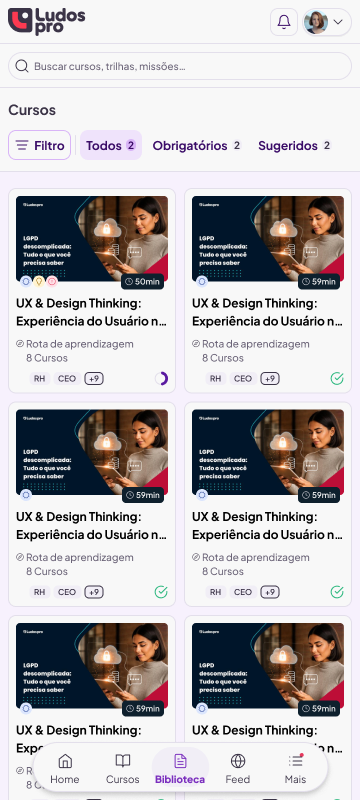 Ludos
pro
Buscar cursos, trilhas, missões...
Cursos
Filtro
Todos 2
Obrigatórios 2
Sugeridos 2
Ludospro
LGPD
descomplicada:
Tudo o que você
precisa saber
50min
UX & Design Thinking:
Experiência do Usuário n...
Rota de aprendizagem
8 Cursos
RH CEO +9
Ludospro
LGPD
descomplicada:
Tudo o que você
precisa saber
59min
UX & Design Thinking:
Experiência do Usuário n...
Rota de aprendizagem
8 Cursos
RH CEO +9
Ludospro
LGPD
descomplicada:
Tudo o que você
precisa saber
59min
UX & Design Thinking:
Experiência do Usuário n...
Rota de aprendizagem
8 Cursos
RH CEO +9
Ludospro
LGPD
descomplicada:
Tudo o que você
precisa saber
59min
UX & Design Thinking:
Experiência do Usuário n...
Rota de aprendizagem
8 Cursos
RH CEO +9
Ludospro
LGPD
descomplicada:
Tudo o que você
precisa saber
59min
UX & Design Thinking:
Ludospro
LGPD
descomplicada:
Tudo o que você
precisa saber
59min
UX & Design Thinking:
Home
Cursos
Biblioteca
Feed
Mais